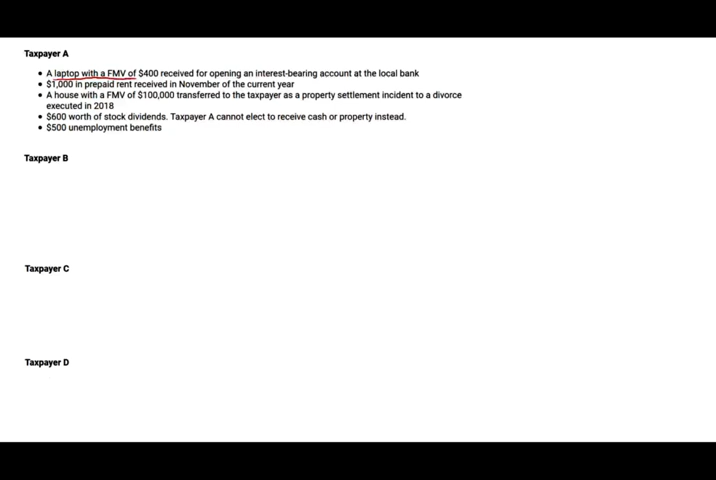 Taxpayer A
• A laptop with a FMV of $400 received for opening an interest-bearing account at the local bank
• $1,000 in prepaid rent received in November of the current year
• A house with a FMV of $100,000 transferred to the taxpayer as a property settlement incident to a divorce
executed in 2018
• $600 worth of stock dividends. Taxpayer A cannot elect to receive cash or property instead.
• $500 unemployment benefits
Taxpayer B
Taxpayer C
Taxpayer D